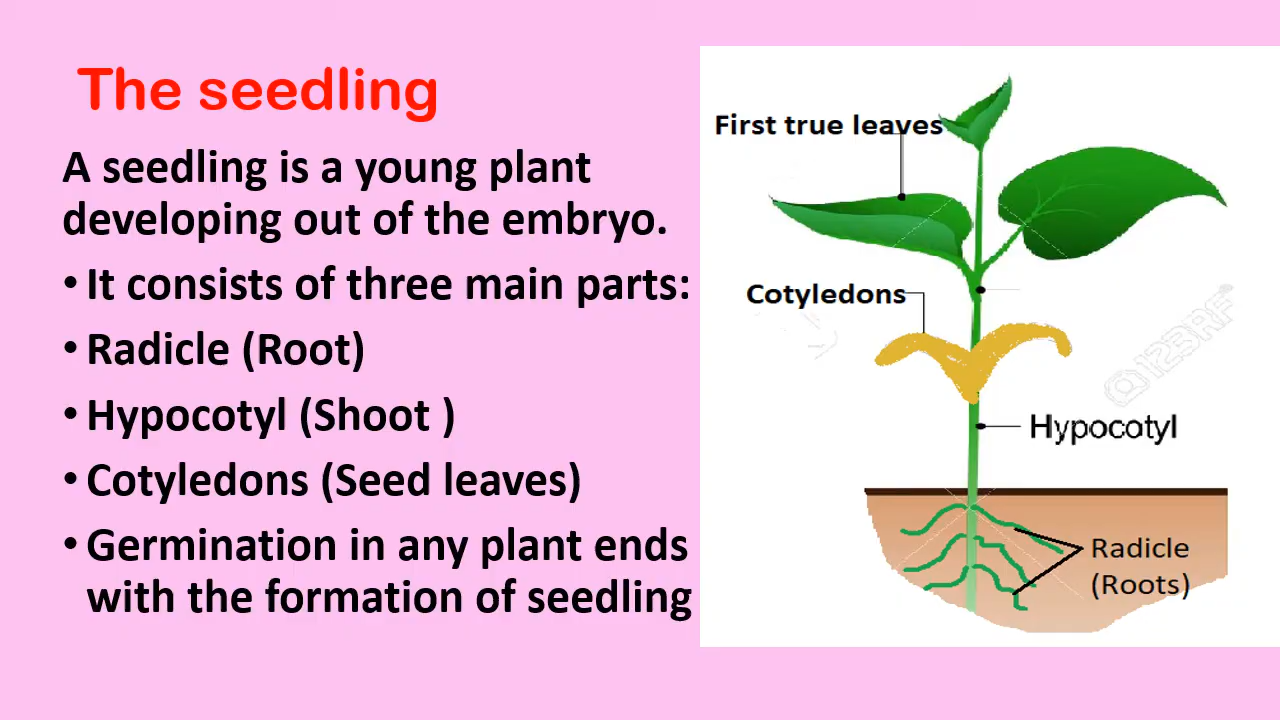 The seedling
A seedling is a young plant
developing out of the embryo.
• It consists of three main parts:
• Radicle (Root)
• Hypocotyl (Shoot )
• Cotyledons (Seed leaves)
• Germination in any plant ends
with the formation of seedling
First true leaves
Cotyledons
123RF®
Hypocotyl
Radicle
(Roots)